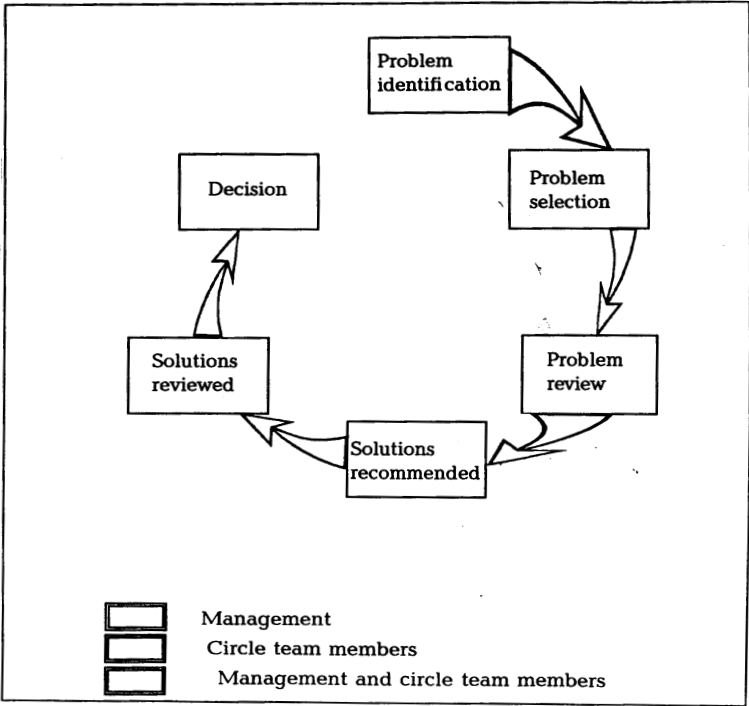 Problem
identification
Problem
selection
Problem
review
Solutions
recommended
Solutions
reviewed
Decision
Management
Circle team members
Management and circle team members